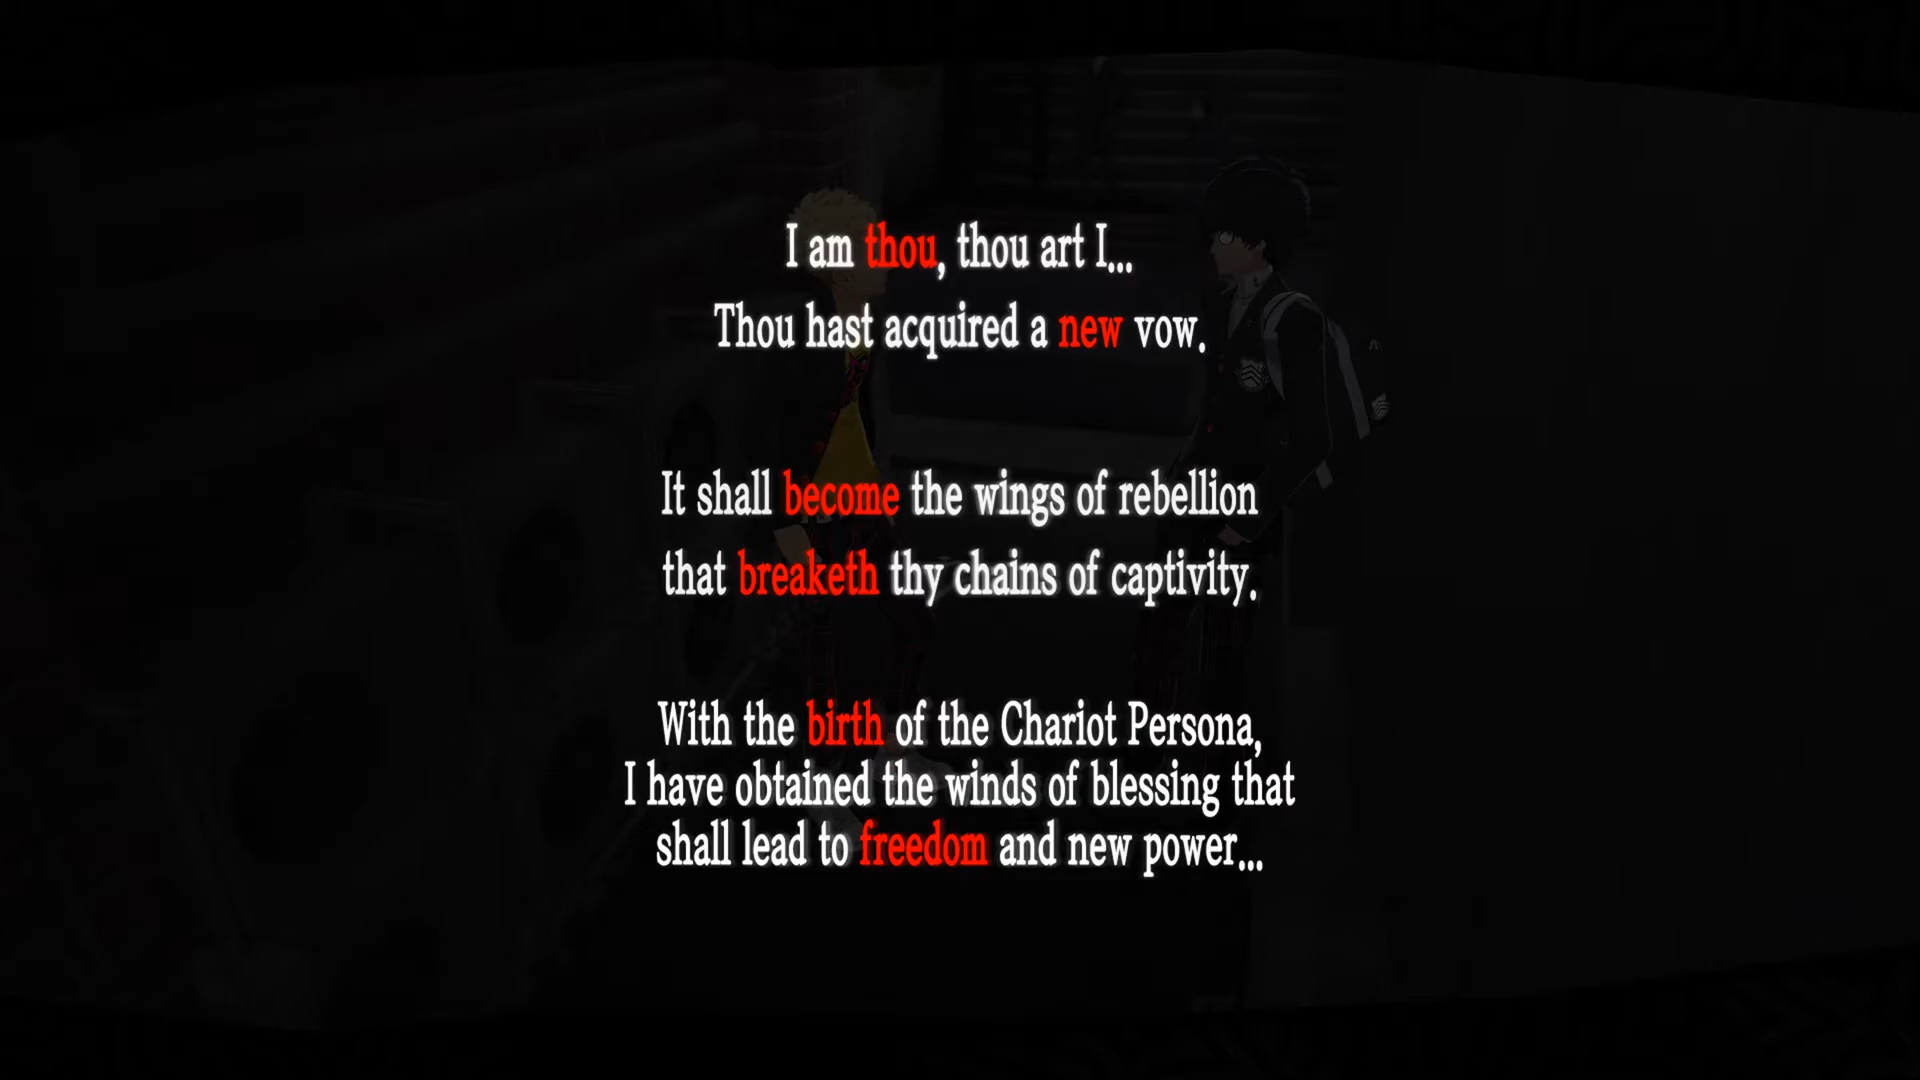 I am thou, thou art I...
Thou hast acquired a new vow.
It shall become the wings of rebellion
that breaketh thy chains of captivity.
With the birth of the Chariot Persona,
I have obtained the winds of blessing that
shall lead to freedom and new power...